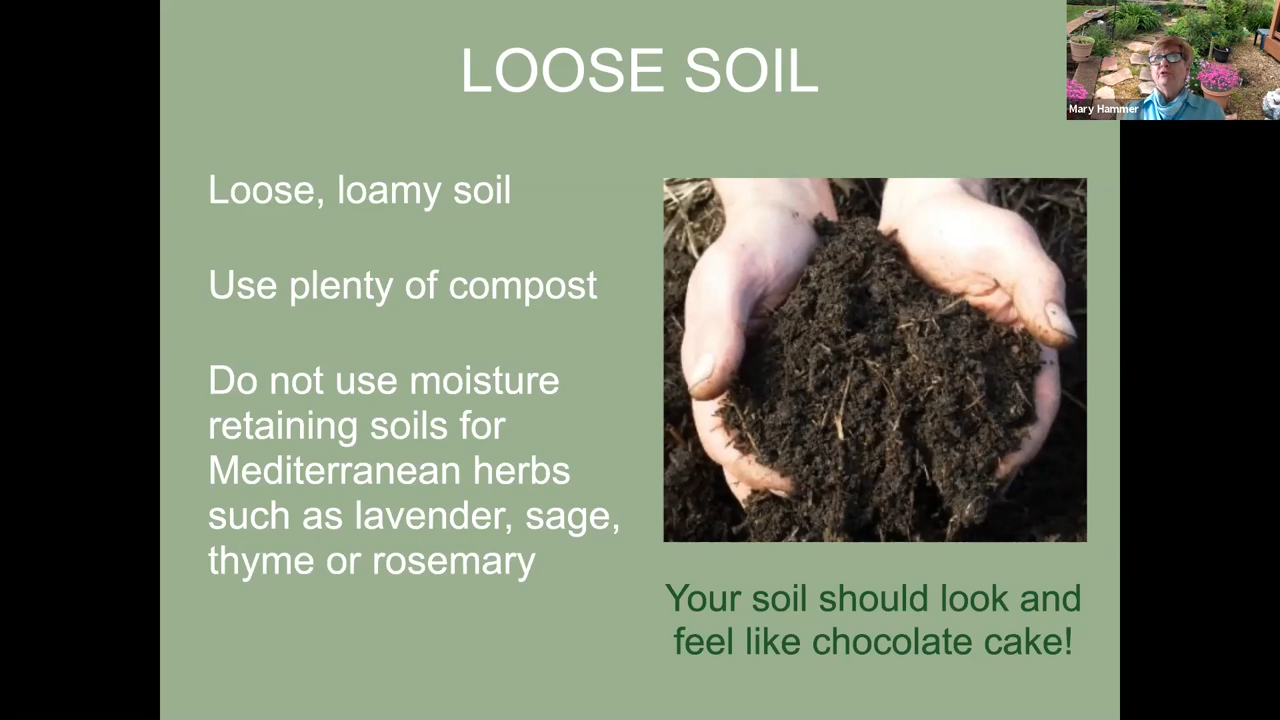 LOOSE SOIL
Mary Hammer
Loose, loamy soil
Use plenty of compost
Do not use moisture
retaining soils for
Mediterranean herbs
such as lavender, sage,
thyme or rosemary
Your soil should look and
feel like chocolate cake!